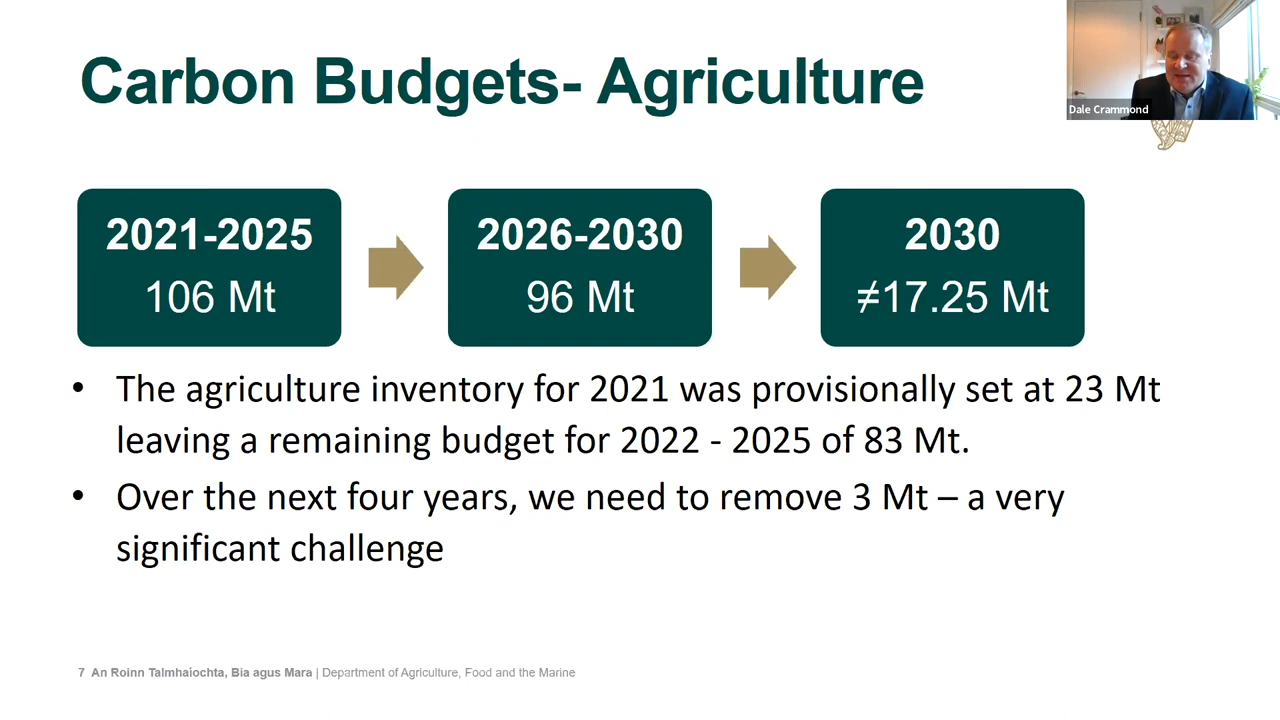 Carbon Budgets- Agriculture
Dale Crammond
2021-2025
106 Mt
2026-2030
96 Mt
2030
≠17.25 Mt
• The agriculture inventory for 2021 was provisionally set at 23 Mt
leaving a remaining budget for 2022 - 2025 of 83 Mt.
• Over the next four years, we need to remove 3 Mt – a very
significant challenge
7 An Roinn Talmhaíochta, Bia agus Mara | Department of Agriculture, Food and the Marine